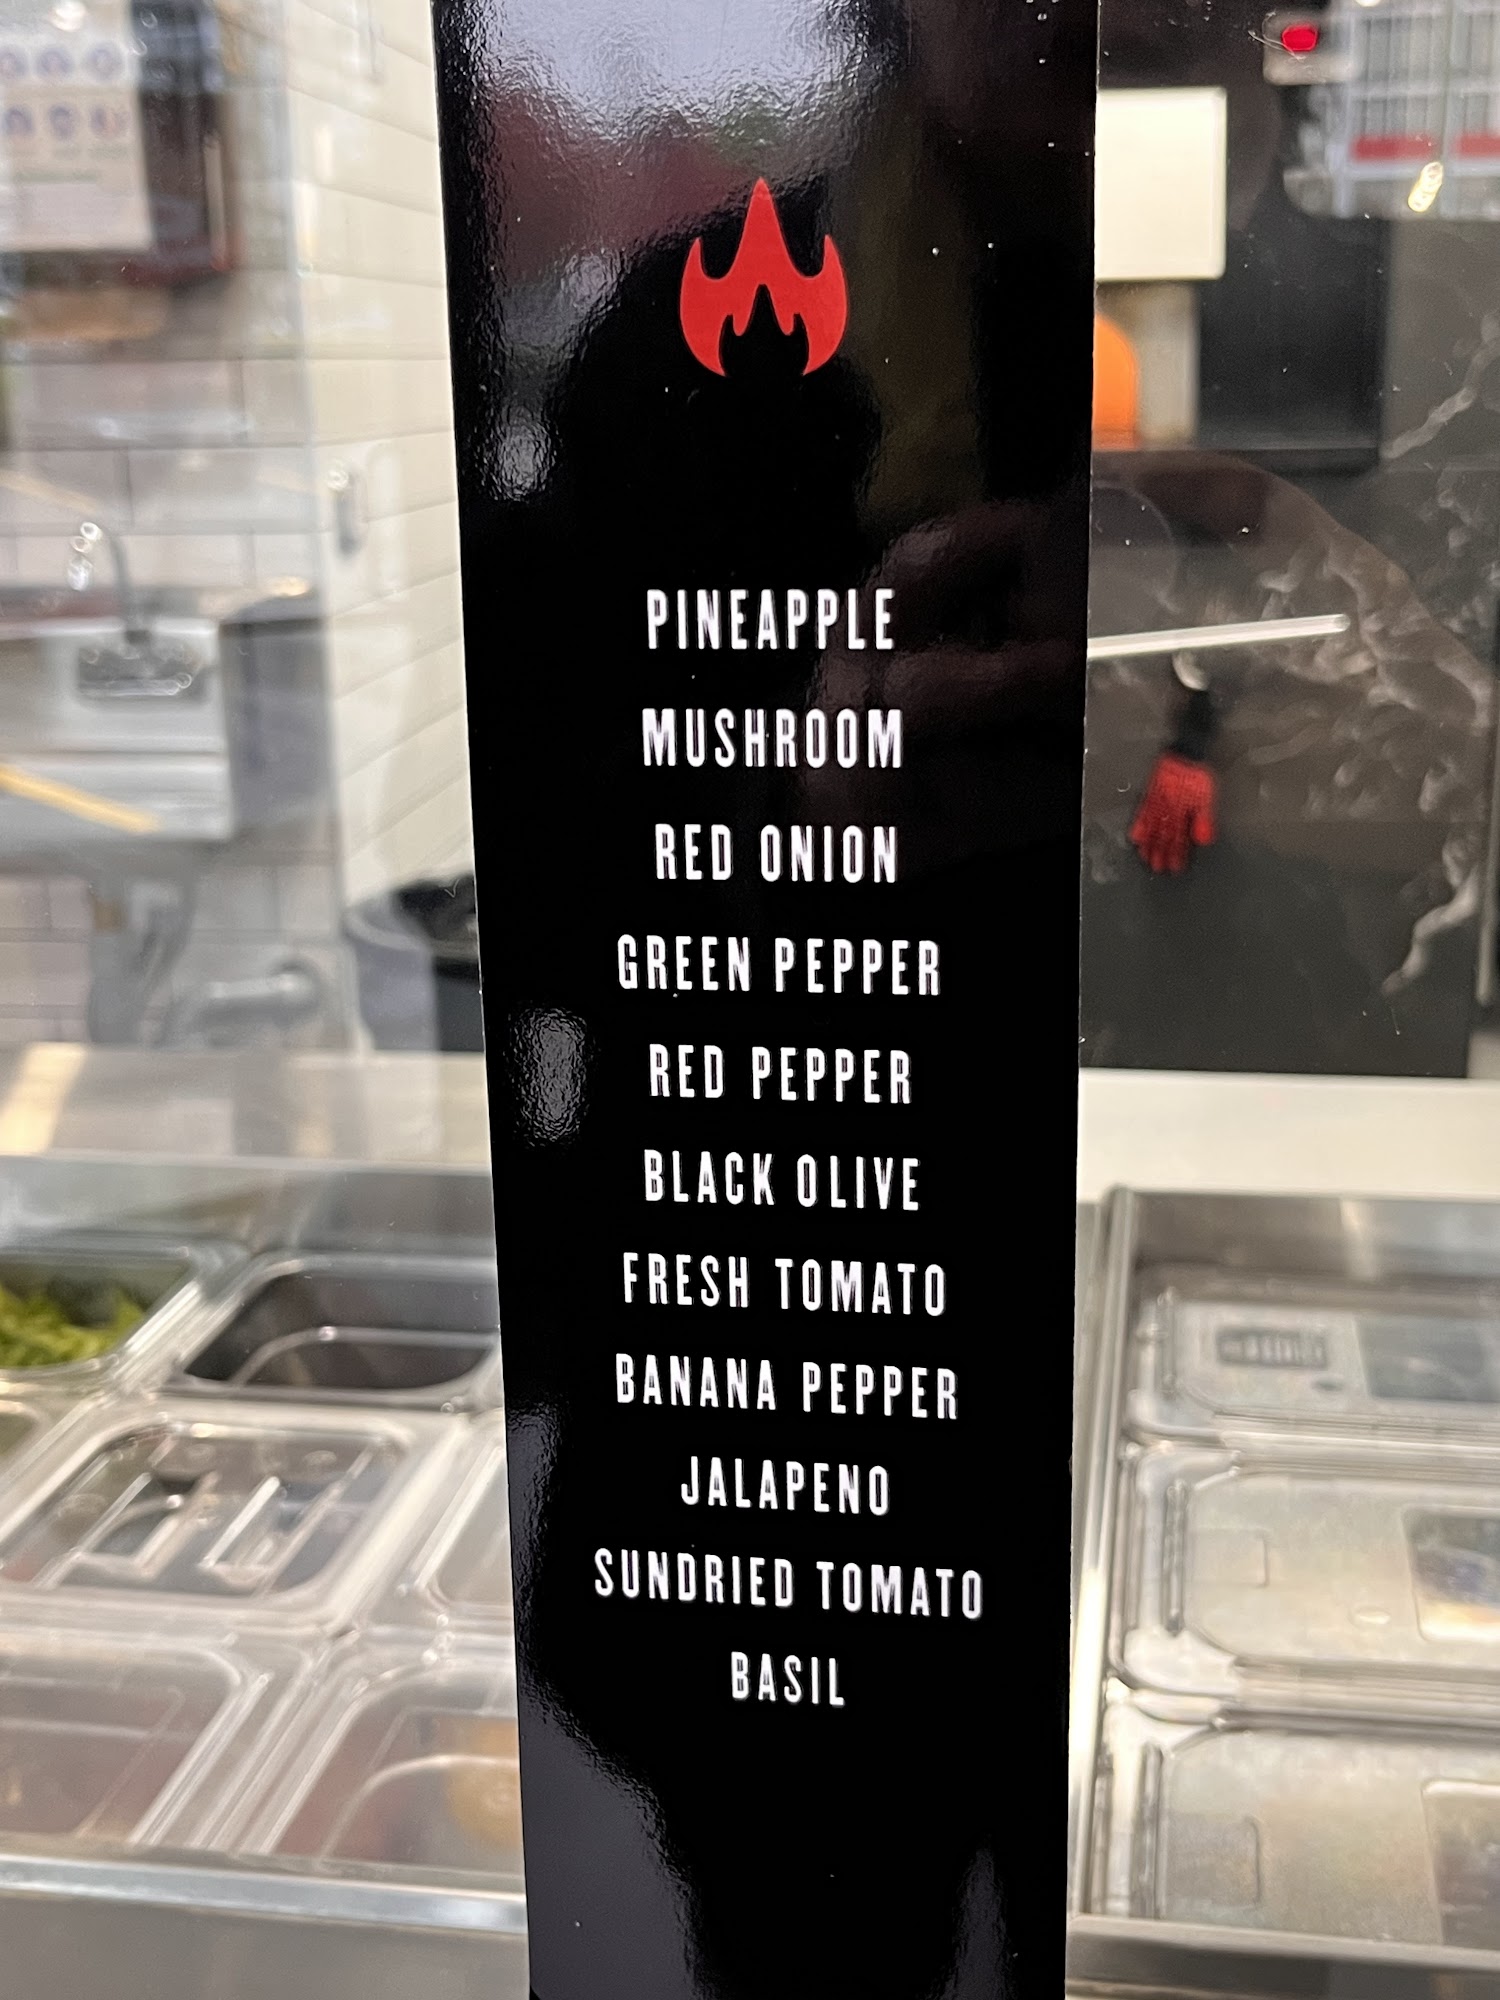 PINEAPPLE
MUSHROOM
RED ONION
GREEN PEPPER
RED PEPPER
BLACK OLIVE
FRESH TOMATO
BANANA PEPPER
JALAPENO
SUNDRIED TOMATO
BASIL